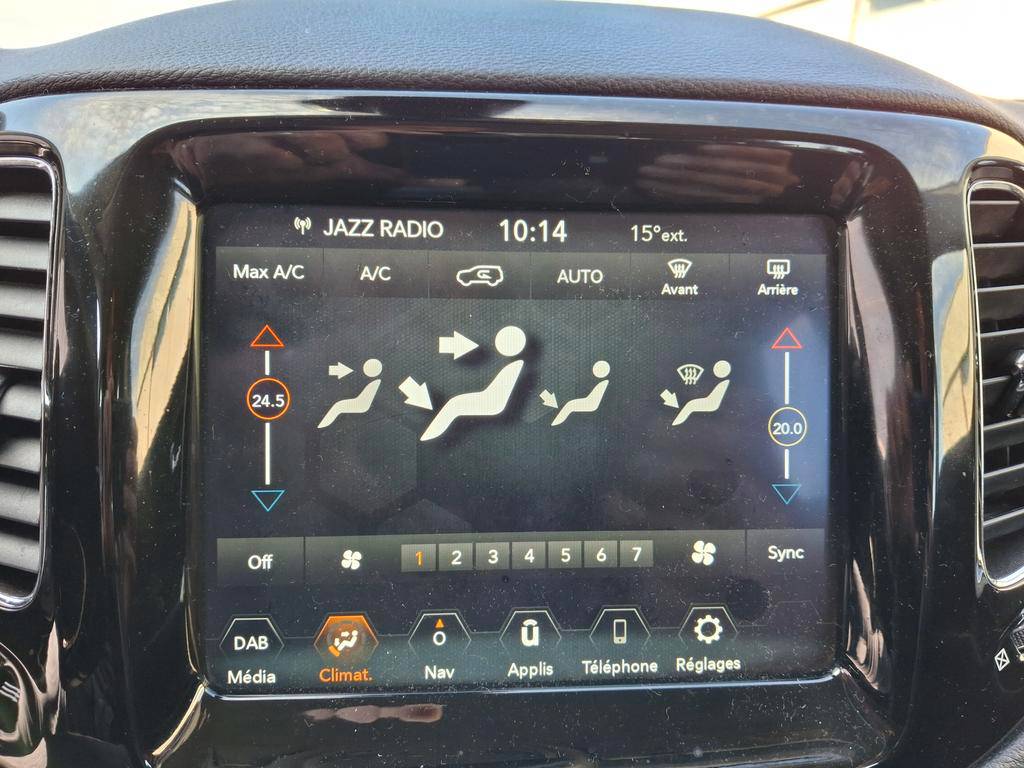 JAZZ RADIO 10:14 15° ext.
Max A/C A/C AUTO Avant Arrière
24.5 20.0
Off 1 2 3 4 5 6 7 Sync
DAB
Média Climat. Nav Applis Téléphone Réglages